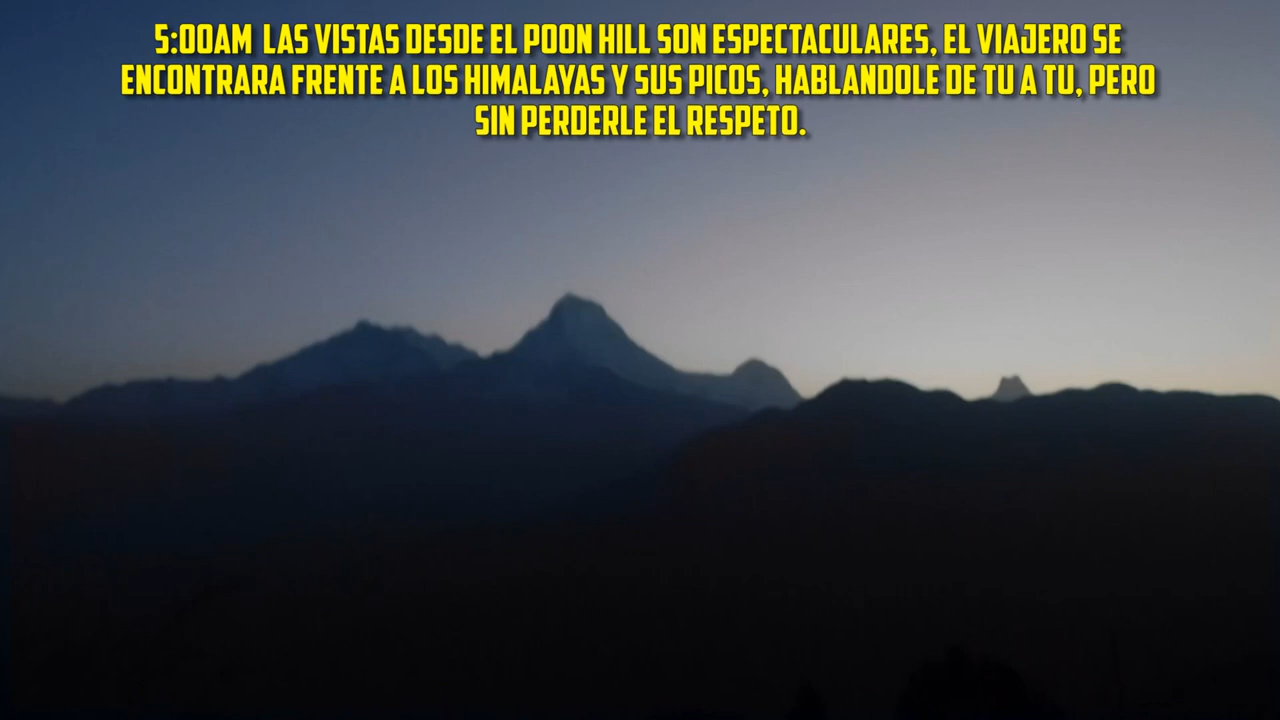 5:00AM LAS VISTAS DESDE EL POON HILL SON ESPECTACULARES, EL VIAJERO SE
ENCONTRARA FRENTE A LOS HIMALAYAS Y SUS PICOS, HABLANDOLE DE TU A TU, PERO
SIN PERDERLE EL RESPETO.